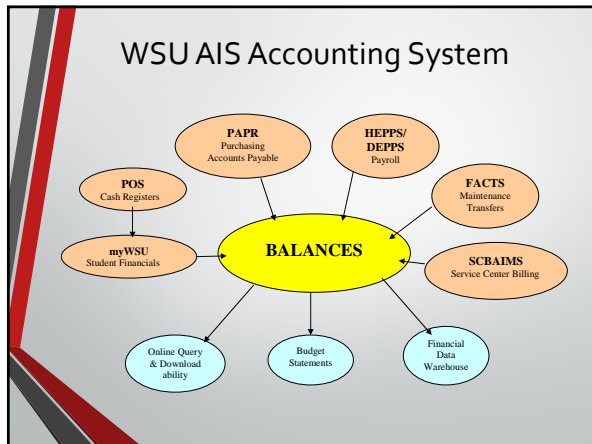 WSU AIS Accounting System
PAPR
Purchasing
Accounts Payable
HEPPS/
DEPPS
Payroll
POS
Cash Registers
FACTS
Maintenance
Transfers
myWSU
Student Financials
BALANCES
SCBAIMS
Service Center Billing
Online Query
& Download
ability
Budget
Statements
Financial
Data
Warehouse